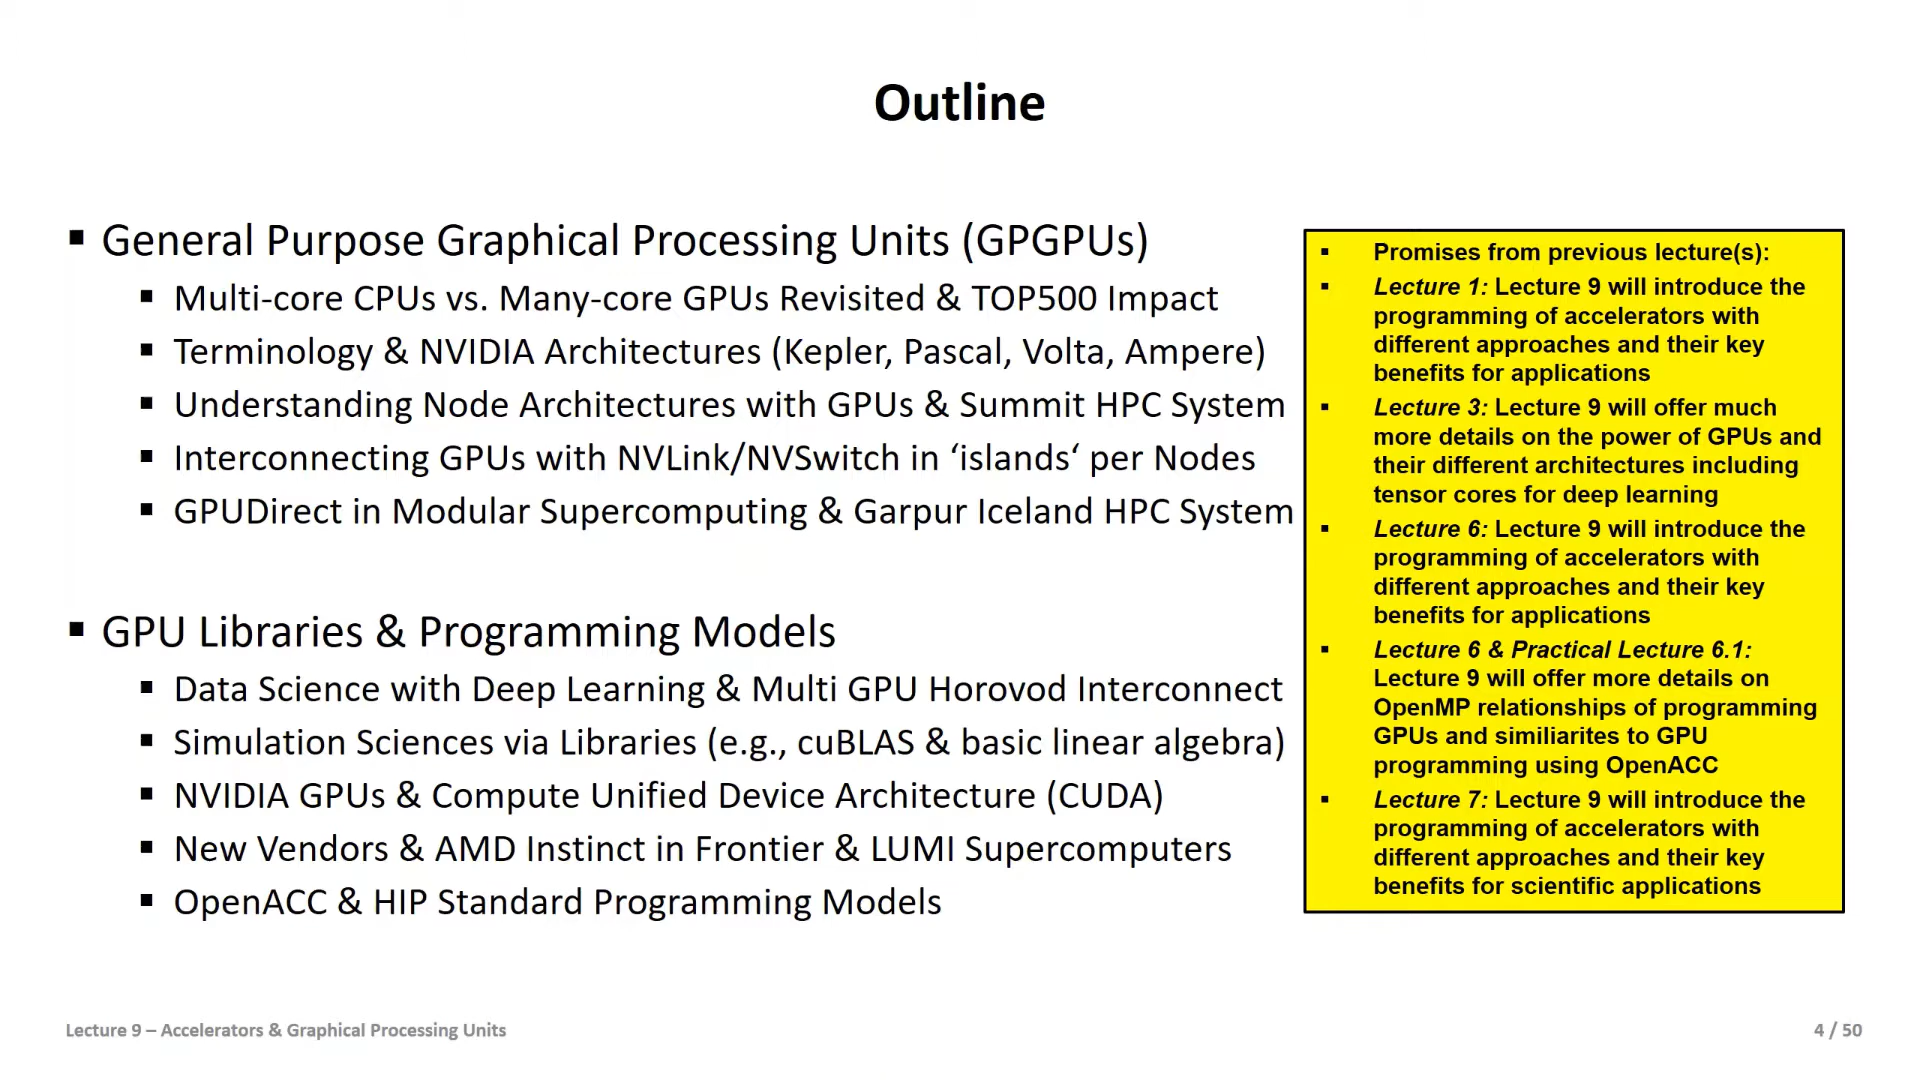 Outline
▪ General Purpose Graphical Processing Units (GPGPUs)
▪ Multi-core CPUs vs. Many-core GPUs Revisited & TOP500 Impact
▪ Terminology & NVIDIA Architectures (Kepler, Pascal, Volta, Ampere)
▪ Understanding Node Architectures with GPUs & Summit HPC System
▪ Interconnecting GPUs with NVLink/NVSwitch in ‘islands‘ per Nodes
▪ GPUDirect in Modular Supercomputing & Garpur Iceland HPC System
▪ GPU Libraries & Programming Models
▪ Data Science with Deep Learning & Multi GPU Horovod Interconnect
▪ Simulation Sciences via Libraries (e.g., cuBLAS & basic linear algebra)
▪ NVIDIA GPUs & Compute Unified Device Architecture (CUDA)
▪ New Vendors & AMD Instinct in Frontier & LUMI Supercomputers
▪ OpenACC & HIP Standard Programming Models
▪ Promises from previous lecture(s):
▪ Lecture 1: Lecture 9 will introduce the
programming of accelerators with
different approaches and their key
benefits for applications
▪ Lecture 3: Lecture 9 will offer much
more details on the power of GPUs and
their different architectures including
tensor cores for deep learning
▪ Lecture 6: Lecture 9 will introduce the
programming of accelerators with
different approaches and their key
benefits for applications
▪ Lecture 6 & Practical Lecture 6.1:
Lecture 9 will offer more details on
OpenMP relationships of programming
GPUs and similiarites to GPU
programming using OpenACC
▪ Lecture 7: Lecture 9 will introduce the
programming of accelerators with
different approaches and their key
benefits for scientific applications
Lecture 9 – Accelerators & Graphical Processing Units
4 / 50